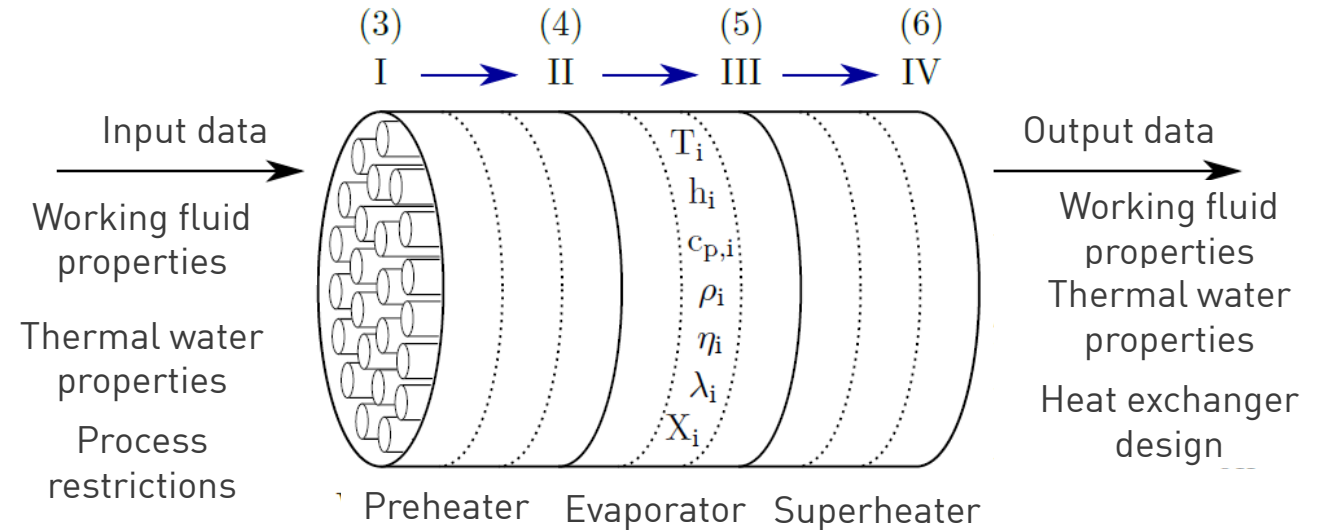 (3) (4) (5) (6)
I II III IV
Input data
Working fluid
properties
Thermal water
properties
Process
restrictions
T_i
h_i
c_p,i
ρ_i
η_i
λ_i
X_i
Output data
Working fluid
properties
Thermal water
properties
Heat exchanger
design
Preheater Evaporator Superheater